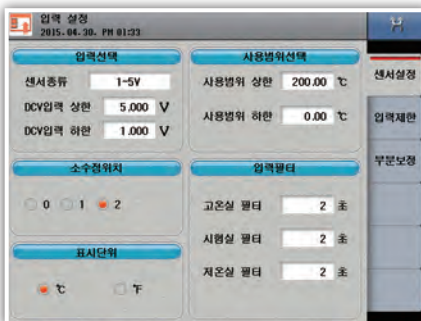 입력 설정
2015.04.30. PM 01:33
입력선택
센서종류 1-5V
DCV입력 상한 5.000 V
DCV입력 하한 1.000 V
사용범위선택
사용범위 상한 200.00 ℃
사용범위 하한 0.00 ℃
소수점위치
0 1 2
입력필터
고온실 필터 2 초
시험실 필터 2 초
저온실 필터 2 초
표시단위
℃ ℉
센서설정
입력제한
부분보정